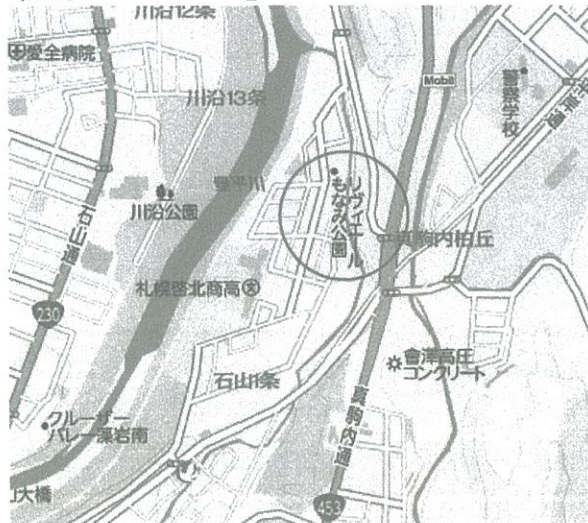 川沿12条
愛全病院
川沿13条
豊平川
川沿公園
石山通
230
札幌啓北商高
石山1条
クルーザー
バレー藻岩南
大橋
リヴィエール
もなみ公園
Mobil
警察学校
真駒内柏丘
會澤高圧
コンクリート
真駒内通
453